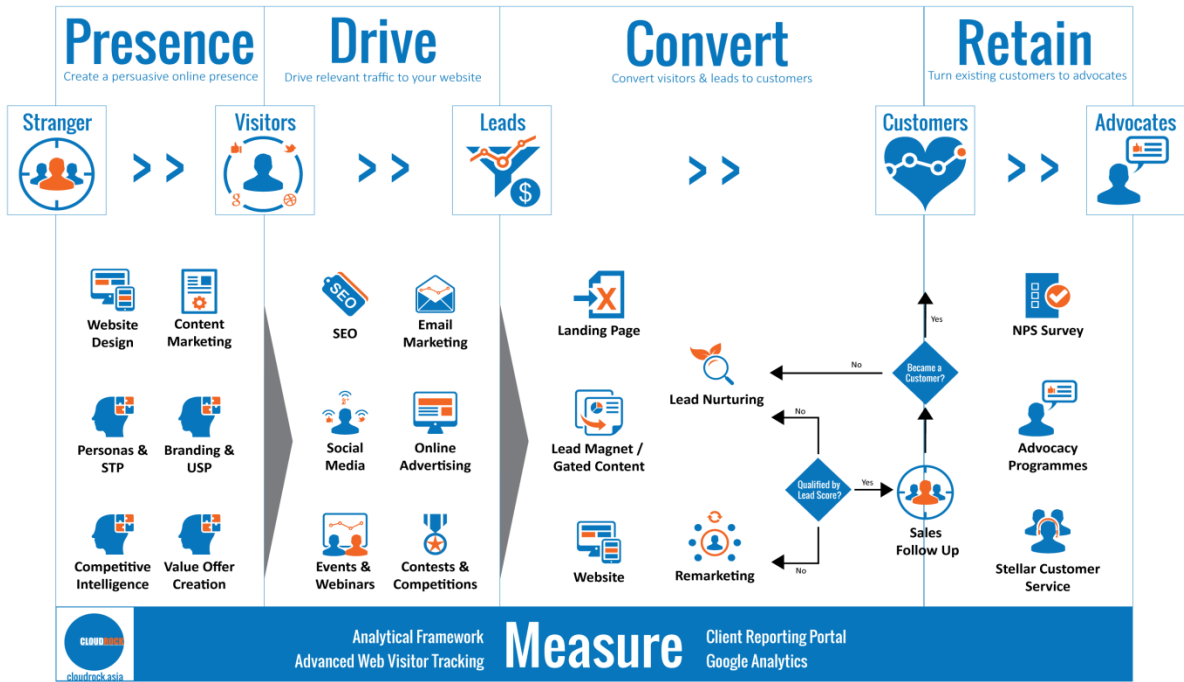 Presence
Create a persuasive online presence
Drive
Drive relevant traffic to your website
Convert
Convert visitors & leads to customers
Retain
Turn existing customers to advocates
Stranger
Visitors
g
Leads
$
Customers
Advocates
Website
Design
Content
Marketing
Personas &
STP
Branding &
USP
Competitive
Intelligence
Value Offer
Creation
SEO
SEO
Email
Marketing
Social
Media
Online
Advertising
Events &
Webinars
Contests &
Competitions
X
Landing Page
Lead Magnet /
Gated Content
Website
Lead Nurturing
Remarketing
No
No
No
Qualified by
Lead Score?
Yes
Sales
Follow Up
Became a
Customer?
Yes
NPS Survey
Advocacy
Programmes
Stellar Customer
Service
CLOUDROCK
cloudrock.asia
Analytical Framework
Advanced Web Visitor Tracking
Measure
Client Reporting Portal
Google Analytics